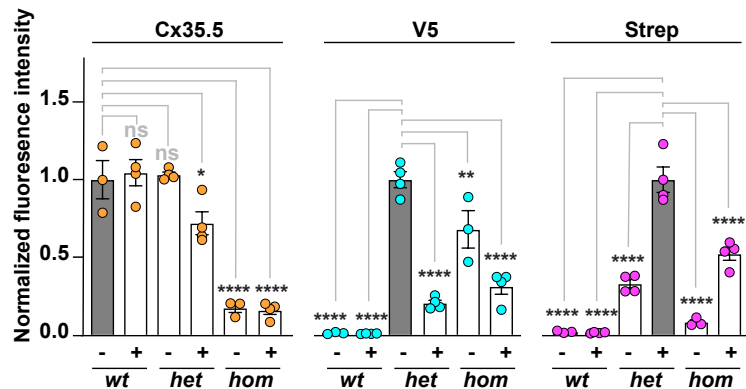 Cx35.5 V5 Strep
Normalized fluoresence intensity
1.5
1.0
0.5
0.0
ns
ns
*
**** ****
**** **** **** ** ****
**** **** **** **** ****
- + - + - + - + - + - + - + - + - +
wt het hom wt het hom wt het hom